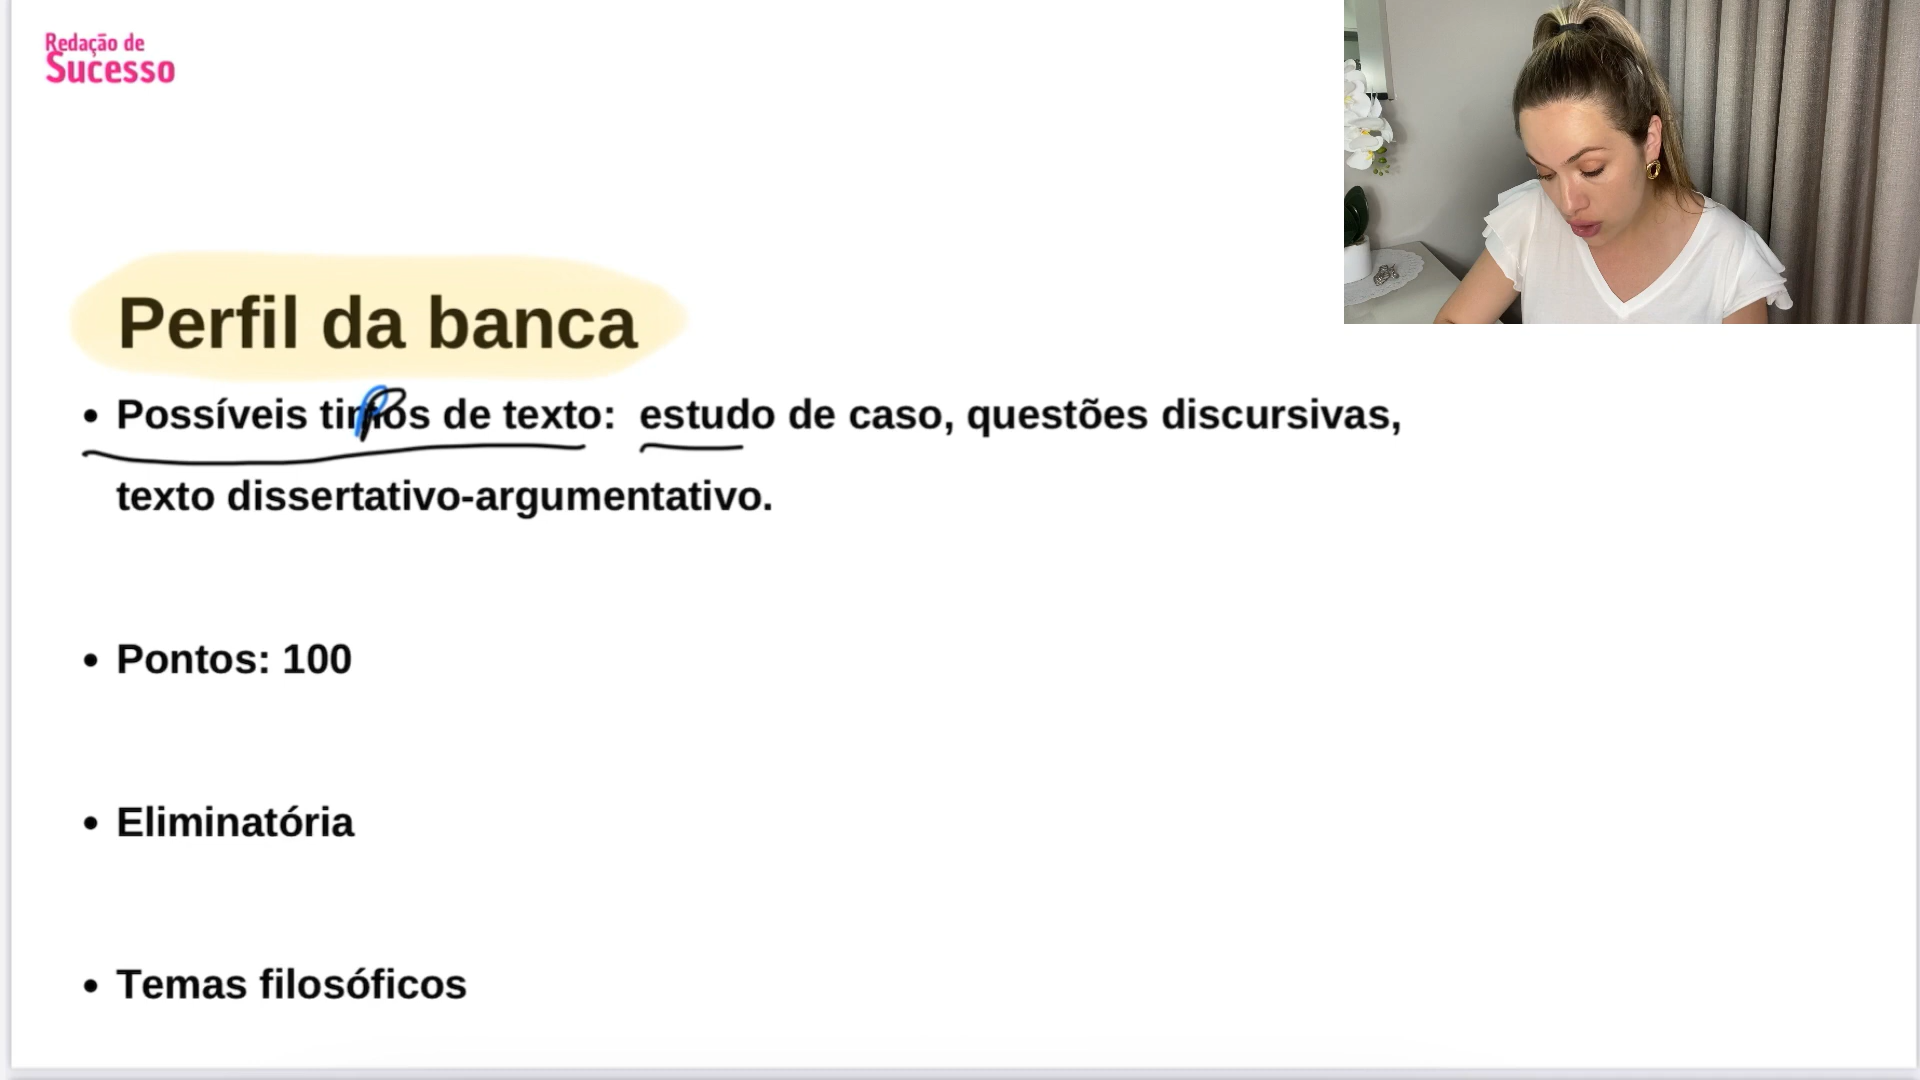 Redação de
Sucesso
Perfil da banca
• Possíveis tipos de texto: estudo de caso, questões discursivas,
texto dissertativo-argumentativo.
• Pontos: 100
• Eliminatória
• Temas filosóficos